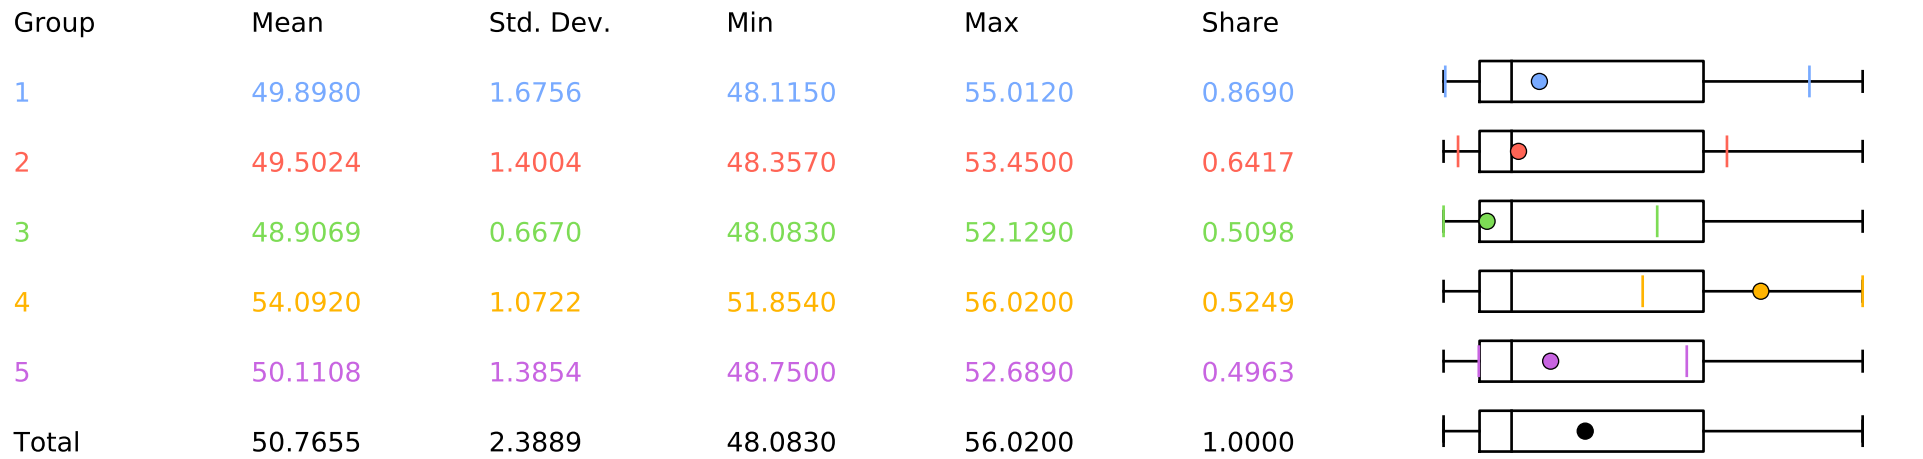 Group Mean Std. Dev. Min Max Share
1 49.8980 1.6756 48.1150 55.0120 0.8690
2 49.5024 1.4004 48.3570 53.4500 0.6417
3 48.9069 0.6670 48.0830 52.1290 0.5098
4 54.0920 1.0722 51.8540 56.0200 0.5249
5 50.1108 1.3854 48.7500 52.6890 0.4963
Total 50.7655 2.3889 48.0830 56.0200 1.0000